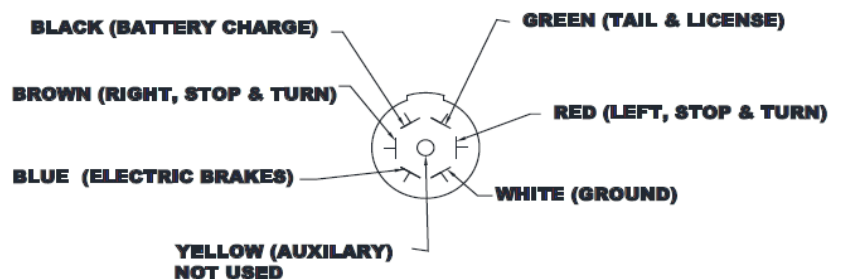 BLACK (BATTERY CHARGE)
GREEN (TAIL & LICENSE)
BROWN (RIGHT, STOP & TURN)
RED (LEFT, STOP & TURN)
BLUE (ELECTRIC BRAKES)
WHITE (GROUND)
YELLOW (AUXILARY)
NOT USED